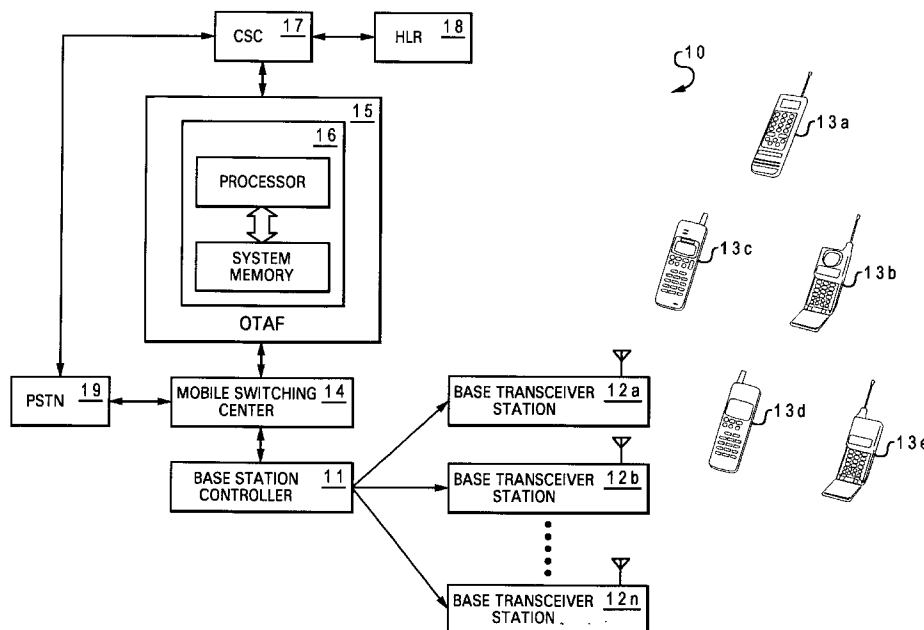 CSC 17
HLR 18
10
15
16
PROCESSOR
13a
SYSTEM
MEMORY
13c
13b
OTAF
PSTN 19
MOBILE SWITCHING
CENTER 14
BASE TRANSCEIVER
STATION 12a
13d
13e
BASE STATION
CONTROLLER 11
BASE TRANSCEIVER
STATION 12b
BASE TRANSCEIVER
STATION 12n